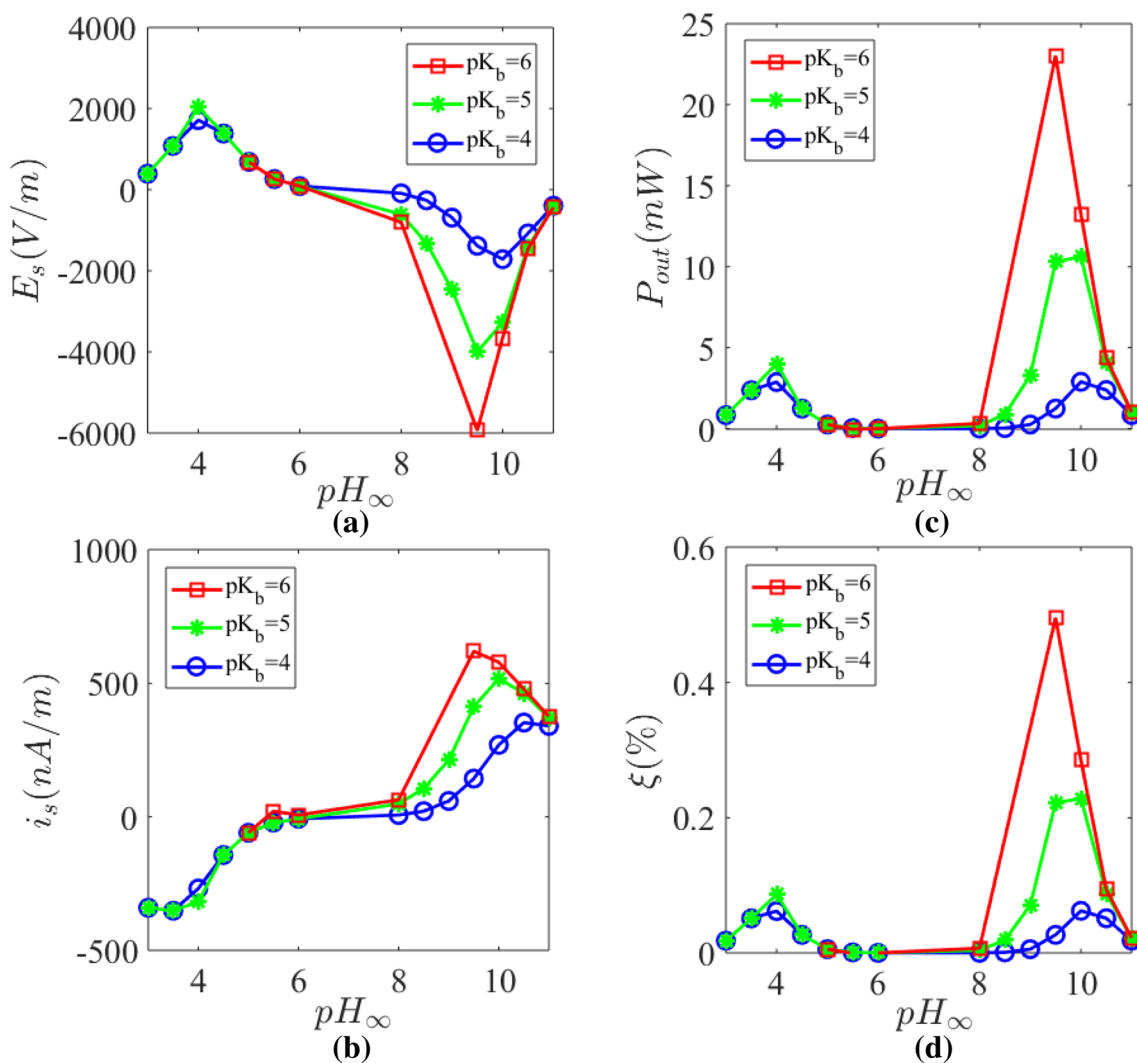 4000
2000
0
-2000
-4000
-6000
E_s(V/m)
pK_b=6
pK_b=5
pK_b=4
4 6 8 10
pH_∞
(a)
25
20
15
10
5
0
P_out(mW)
pK_b=6
pK_b=5
pK_b=4
4 6 8 10
pH_∞
(c)
1000
500
0
-500
i_s(nA/m)
pK_b=6
pK_b=5
pK_b=4
4 6 8 10
pH_∞
(b)
0.6
0.4
0.2
0
ξ(%)
pK_b=6
pK_b=5
pK_b=4
4 6 8 10
pH_∞
(d)